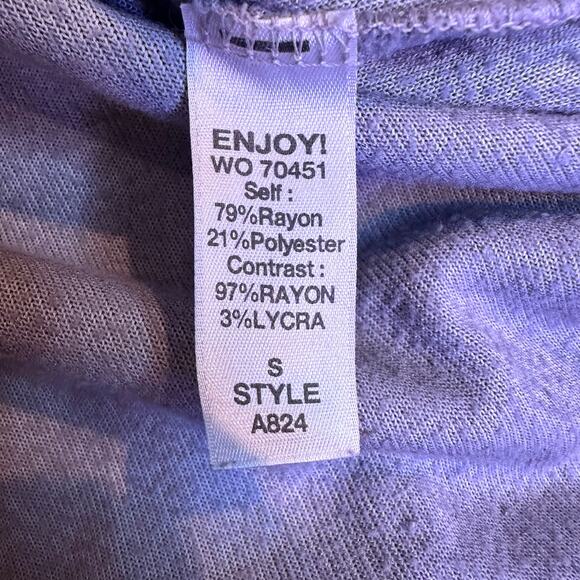 ENJOY!
WO 70451
Self :
79%Rayon
21%Polyester
Contrast :
97%RAYON
3%LYCRA
S
STYLE
A824